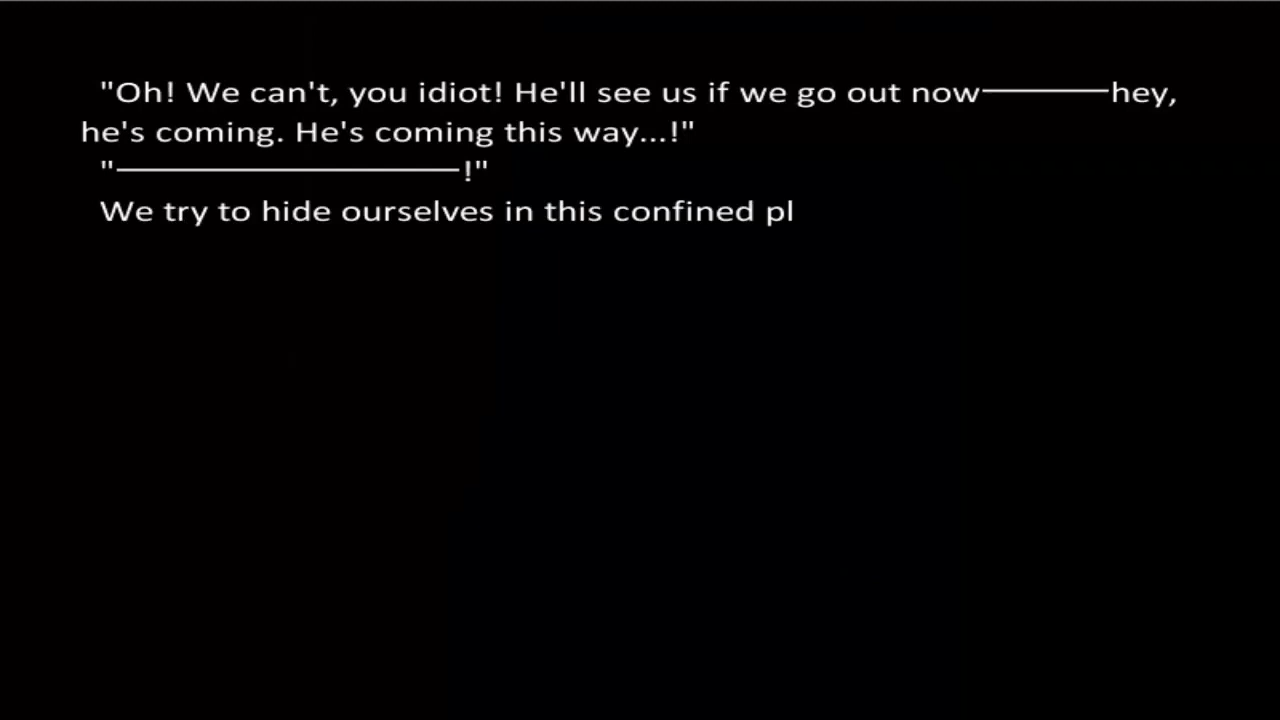 "Oh! We can't, you idiot! He'll see us if we go out now————hey,
he's coming. He's coming this way...!"
"———————————!"
We try to hide ourselves in this confined pl